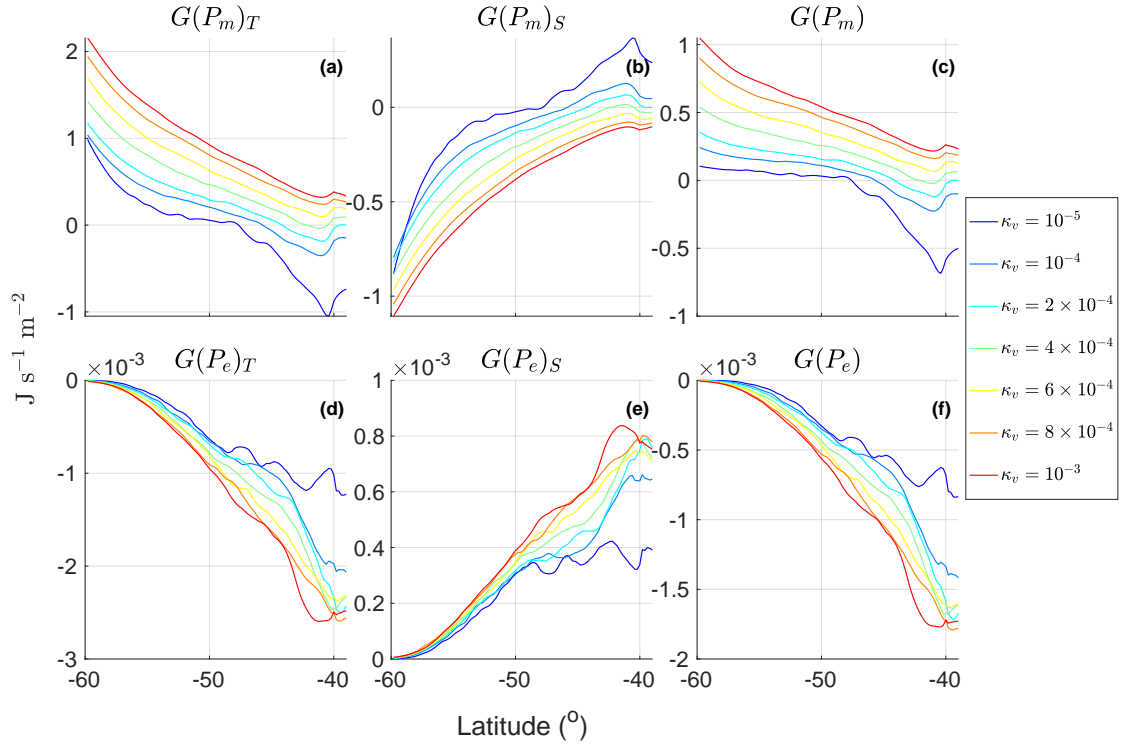 G(P_m)_T G(P_m)_S G(P_m)
(a) (b) (c)
2
1
0
-1
0
-0.5
-1
1
0.5
0
-0.5
-1
κ_v = 10^{-5}
κ_v = 10^{-4}
κ_v = 2 × 10^{-4}
κ_v = 4 × 10^{-4}
κ_v = 6 × 10^{-4}
κ_v = 8 × 10^{-4}
κ_v = 10^{-3}
J s^{-1} m^{-2}
×10^{-3} G(P_e)_T ×10^{-3} G(P_e)_S ×10^{-3} G(P_e)
(d) (e) (f)
0
-1
-2
-3
1
0.8
0.6
0.4
0.2
0
0
-0.5
-1
-1.5
-2
-60 -50 -40 -60 -50 -40 -60 -50 -40
Latitude (°)